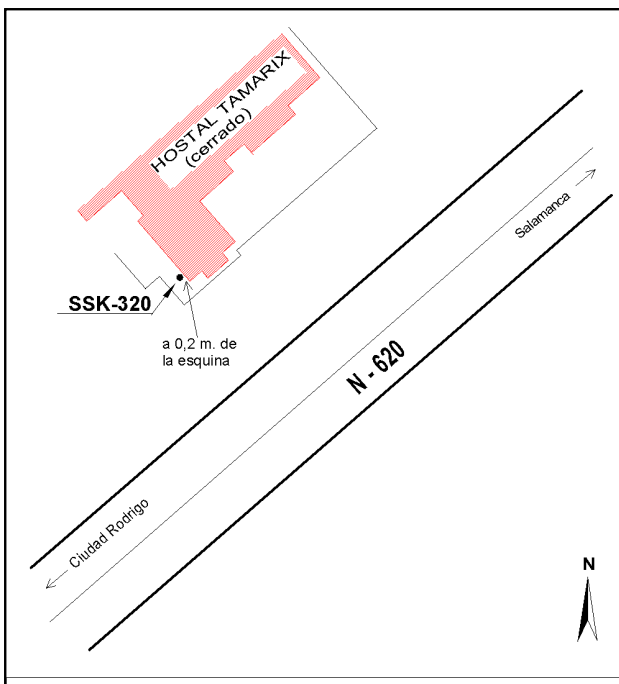 HOSTAL TAMARIX
(cerrado)
Salamanca
SSK-320
a 0,2 m. de
la esquina
N - 620
Ciudad Rodrigo
N